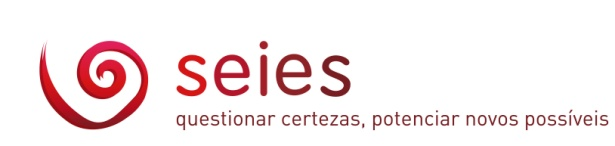 seies
questionar certezas, potenciar novos possíveis